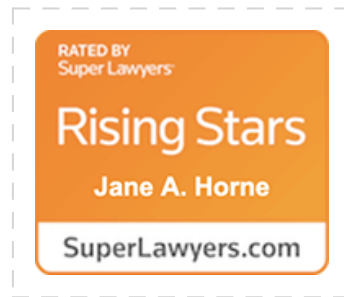 RATED BY
Super Lawyers
Rising Stars
Jane A. Horne
SuperLawyers.com